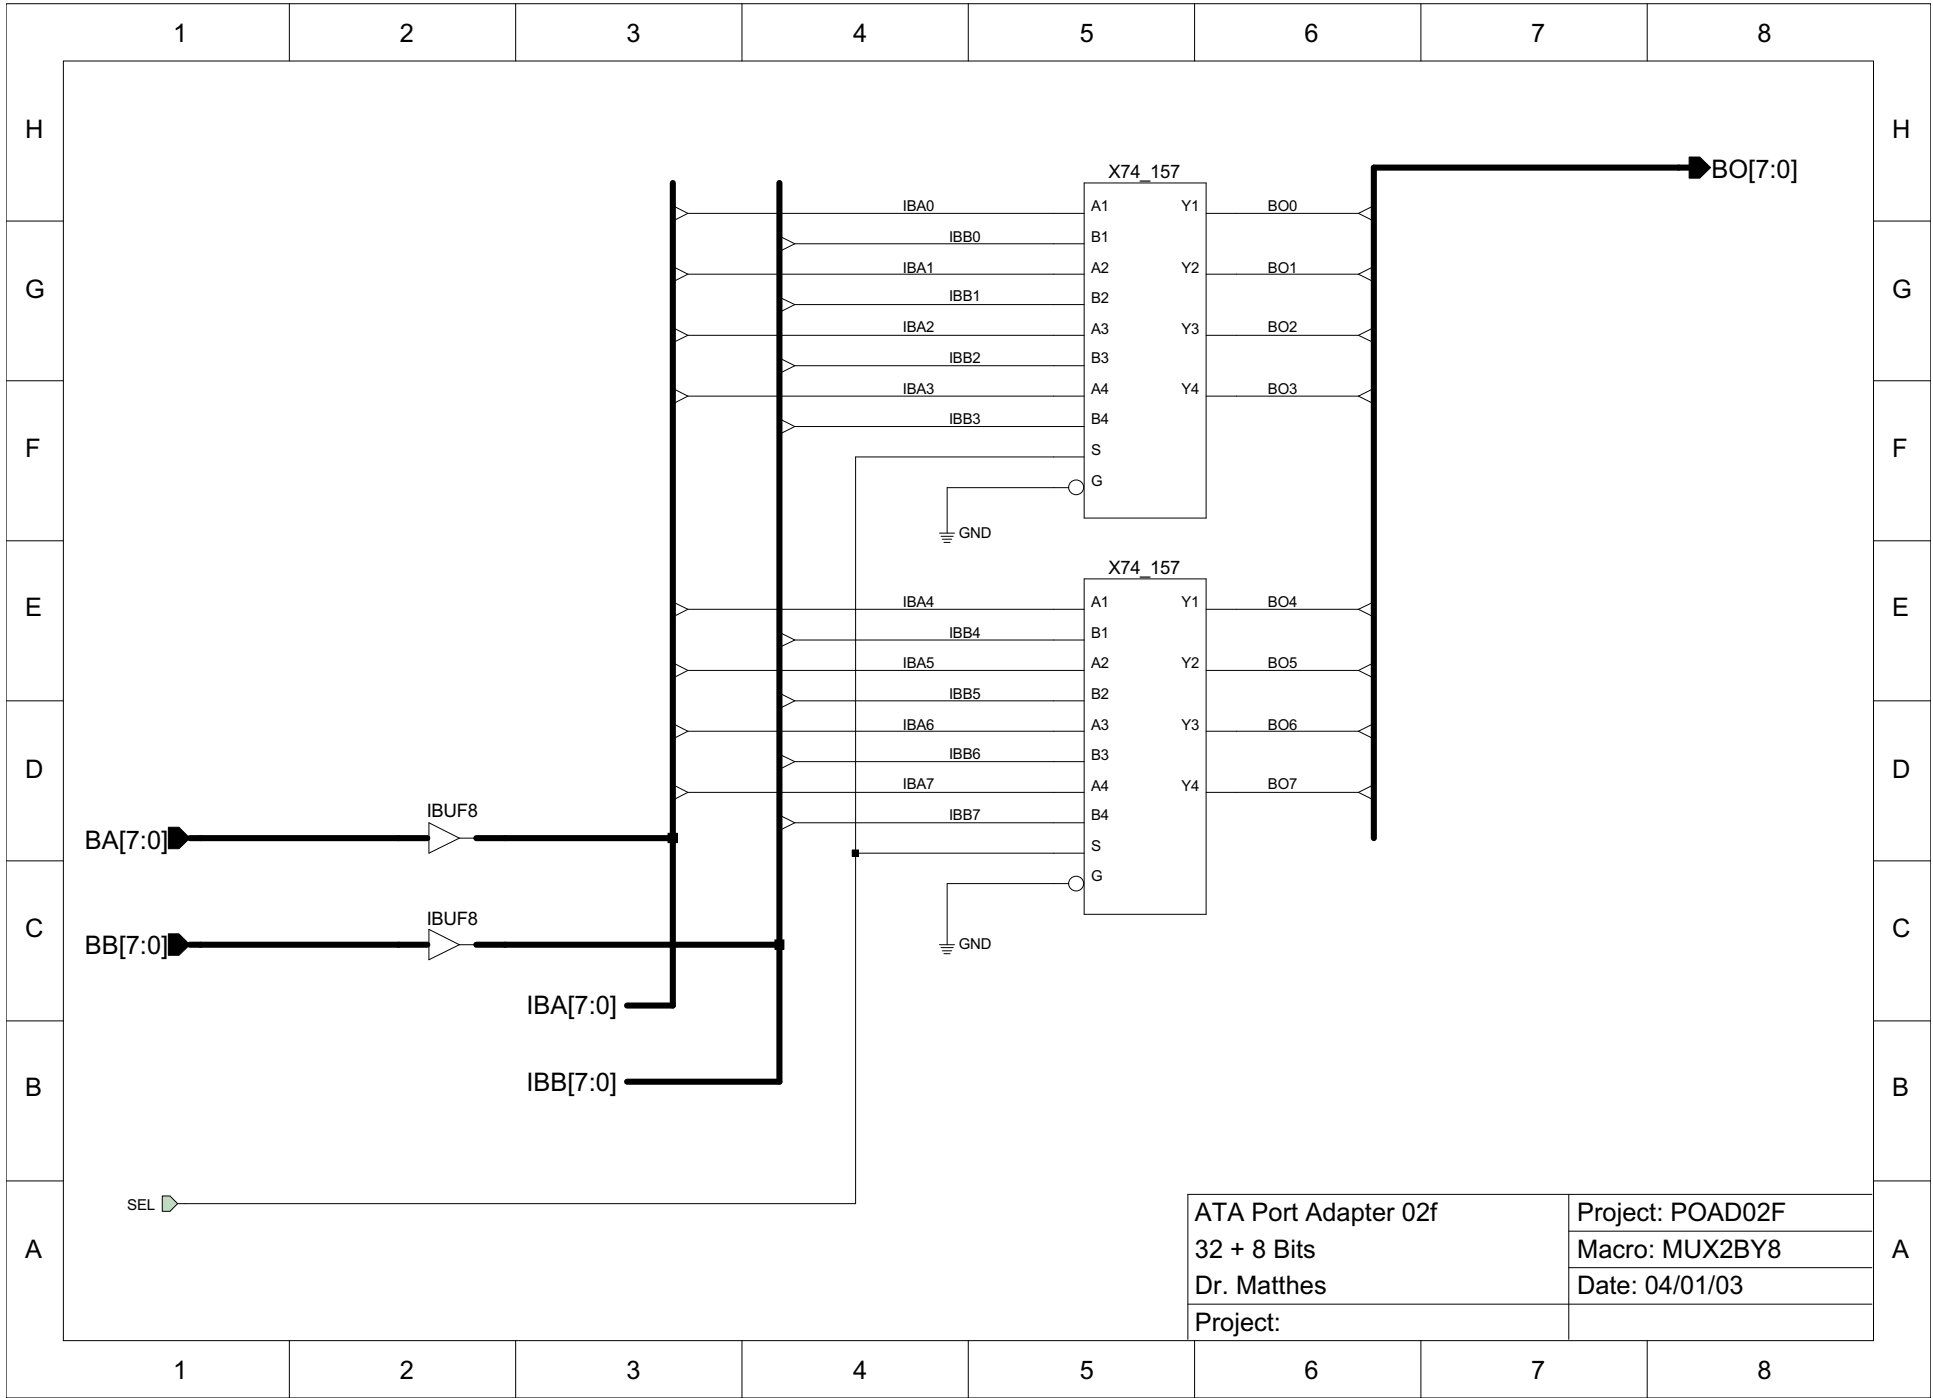 1 2 3 4 5 6 7 8
H H
X74_157
BO[7:0]
IBA0 A1 Y1 BO0
IBB0 B1
IBA1 A2 Y2 BO1
G G
IBB1 B2
IBA2 A3 Y3 BO2
IBB2 B3
IBA3 A4 Y4 BO3
IBB3 B4
F S F
G
GND
X74_157
E IBA4 A1 Y1 BO4 E
IBB4 B1
IBA5 A2 Y2 BO5
IBB5 B2
IBA6 A3 Y3 BO6
IBB6 B3
D D
IBA7 A4 Y4 BO7
IBUF8 IBB7 B4
BA[7:0] S
G
IBUF8
C C
BB[7:0] GND
IBA[7:0]
B IBB[7:0] B
SEL
ATA Port Adapter 02f Project: POAD02F
A 32 + 8 Bits Macro: MUX2BY8 A
Dr. Matthes Date: 04/01/03
Project:
1 2 3 4 5 6 7 8